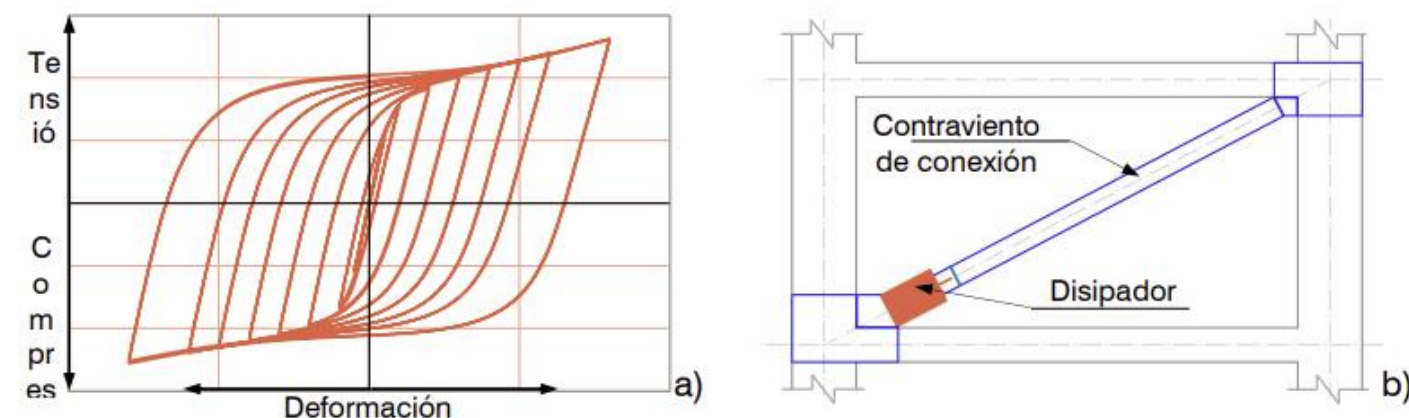 Te
ns
ió
C
o
m
pr
es
Deformación
a)
Contraviento
de conexión
Disipador
b)